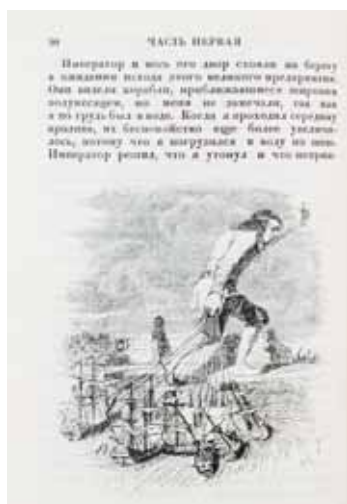 ЧАСТЬ ПЕРВАЯ
Император и весь его двор стояли на берегу
в ожидании исхода этого великого предприятия.
Они видели корабли, приближавшиеся широким
полумесяцем, но меня не замечали, так как
я по грудь был в воде. Когда я проходил середину
пролива, их беспокойство еще более увеличи-
лось, потому что я погрузился в воду по шею.
Император решил, что я утонул и что неприя-